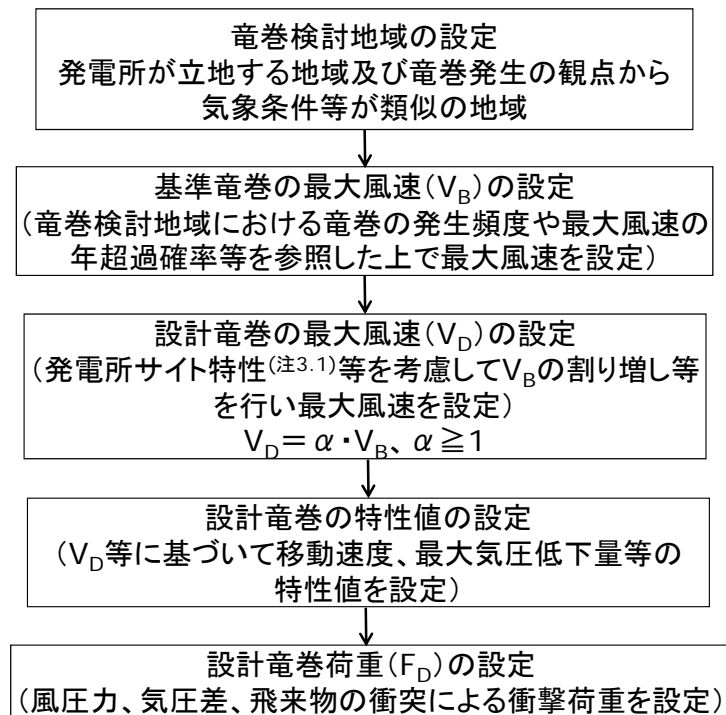 竜巻検討地域の設定
発電所が立地する地域及び竜巻発生の観点から
気象条件等が類似の地域
基準竜巻の最大風速(VB)の設定
(竜巻検討地域における竜巻の発生頻度や最大風速の
年超過確率等を参照した上で最大風速を設定)
設計竜巻の最大風速(VD)の設定
(発電所サイト特性(注3.1)等を考慮してVBの割り増し等
を行い最大風速を設定)
VD=α・VB、α≧1
設計竜巻の特性値の設定
(VD等に基づいて移動速度、最大気圧低下量等の
特性値を設定)
設計竜巻荷重(FD)の設定
(風圧力、気圧差、飛来物の衝突による衝撃荷重を設定)